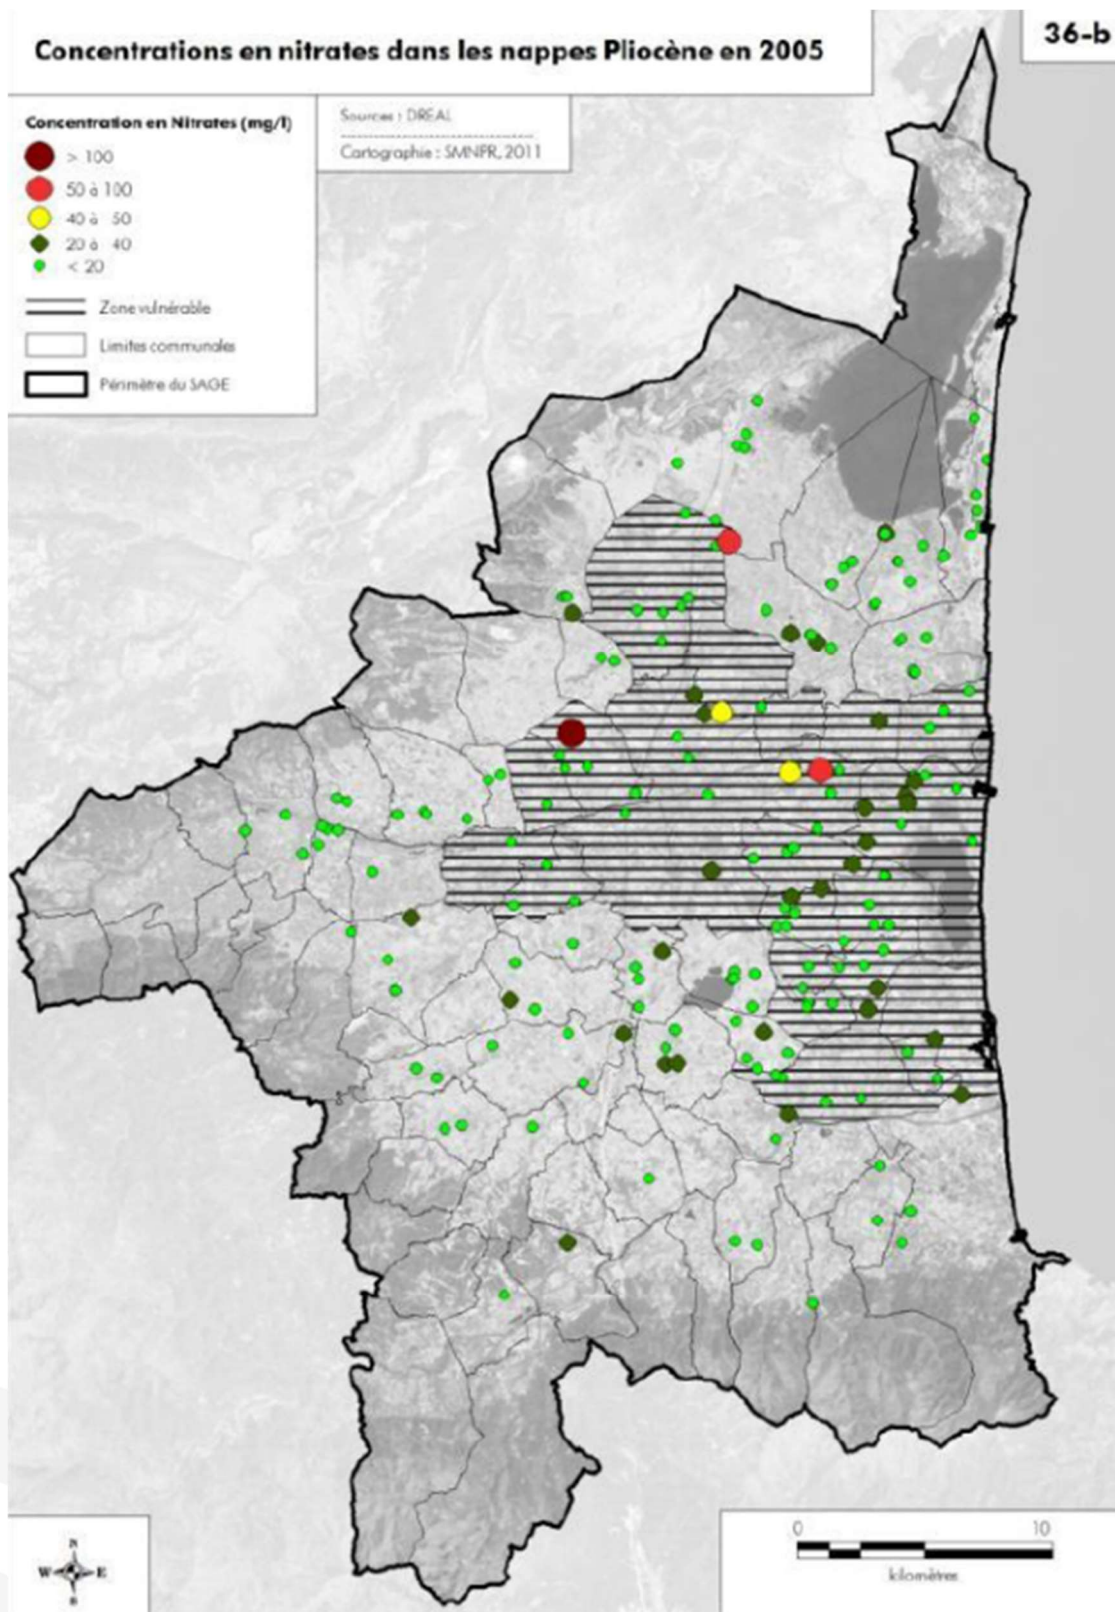 Concentrations en nitrates dans les nappes Pliocène en 2005
36-b
Concentration en Nitrates (mg/l)
> 100
50 à 100
40 à 50
20 à 40
< 20
Zone vulnérable
Limites communales
Périmètre du SAGE
Sources : DREAL
Cartographie : SMNPR, 2011
N
W E
S
0 10
kilomètres